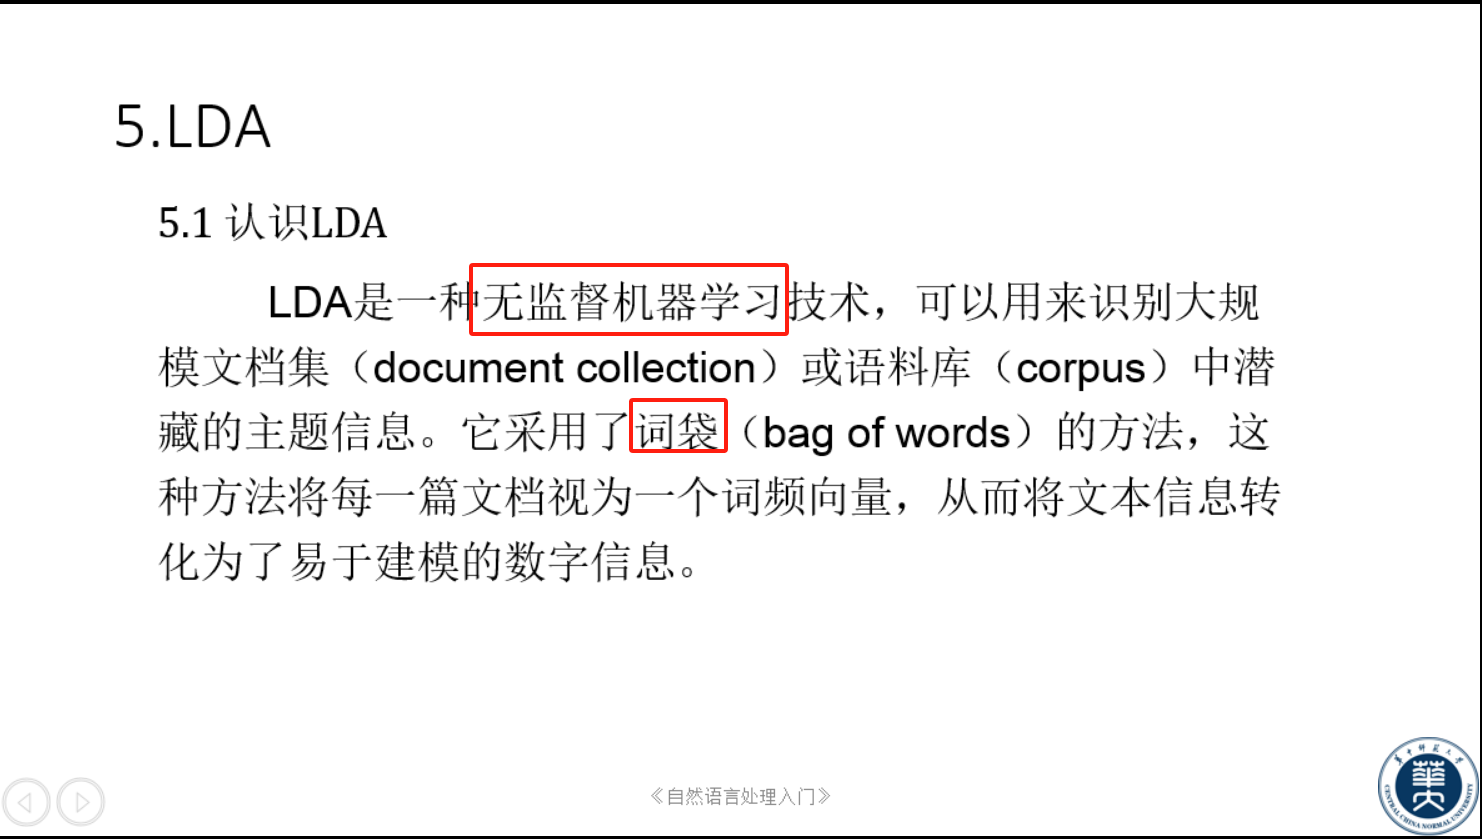 5.LDA
5.1 认识LDA
LDA是一种无监督机器学习技术，可以用来识别大规
模文档集（document collection）或语料库（corpus）中潜
藏的主题信息。它采用了词袋（bag of words）的方法，这
种方法将每一篇文档视为一个词频向量，从而将文本信息转
化为了易于建模的数字信息。
《自然语言处理入门》
华中师范大学
CENTRAL CHINA NORMAL UNIVERSITY